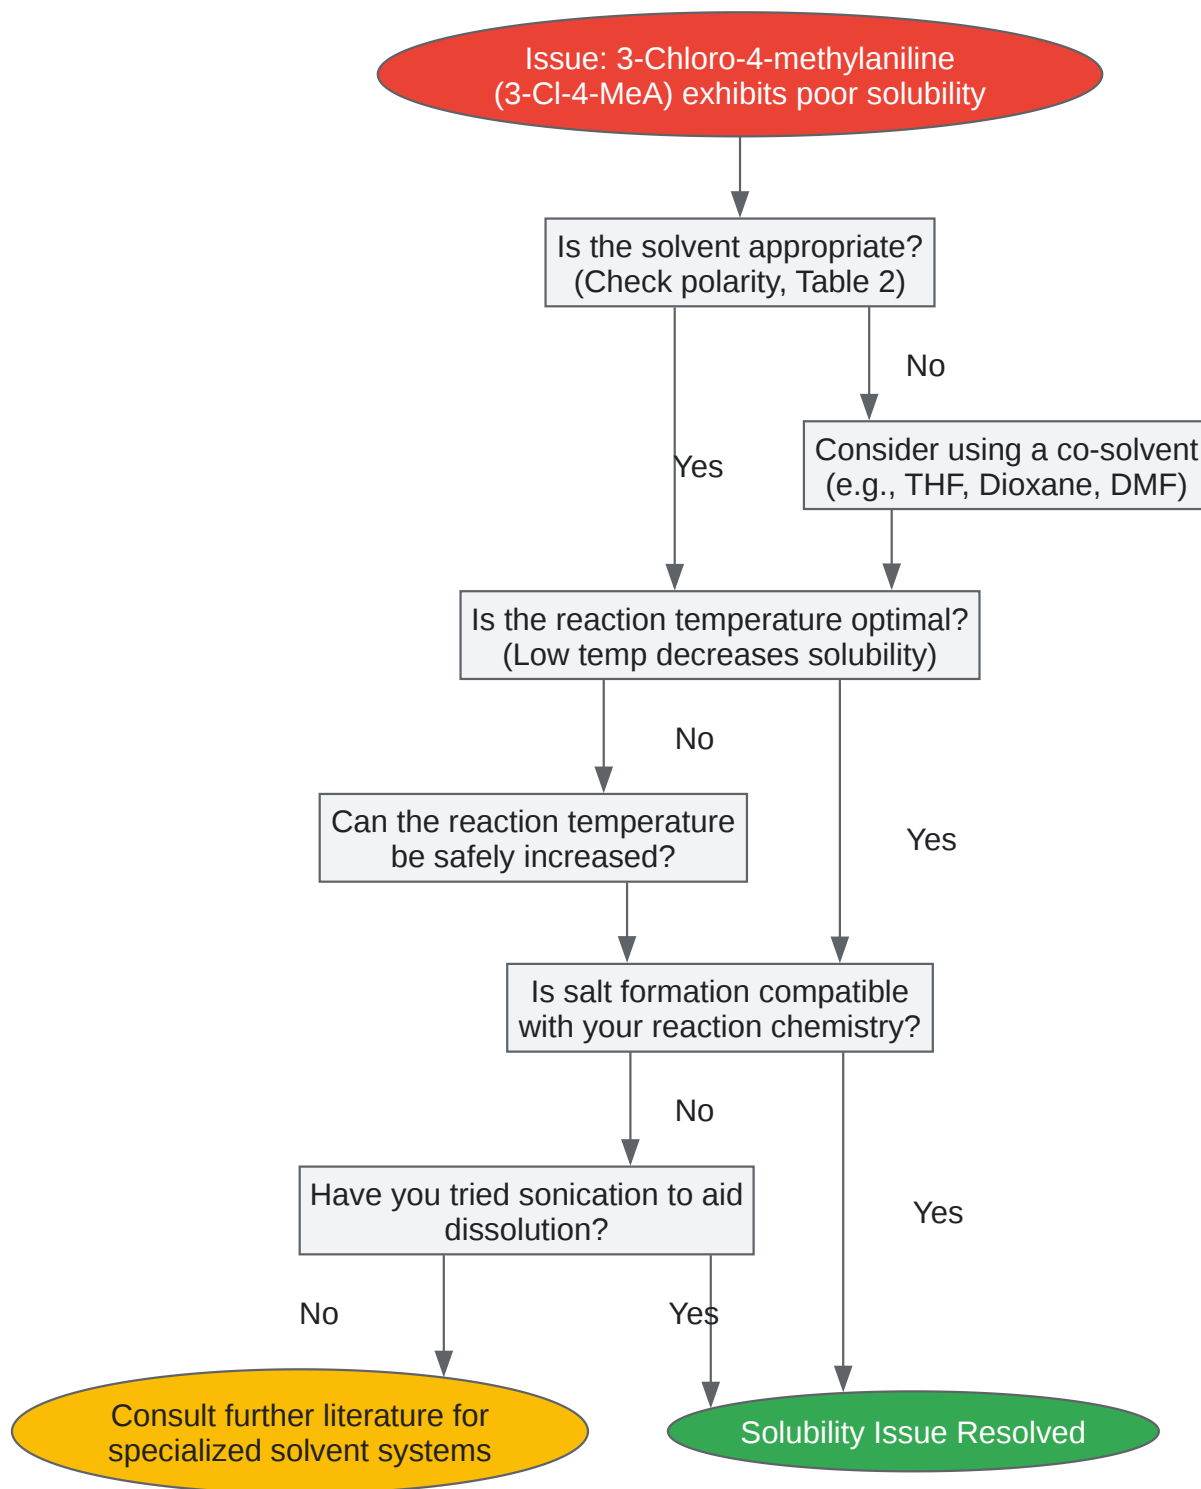 Issue: 3-Chloro-4-methylaniline
(3-Cl-4-MeA) exhibits poor solubility
Is the solvent appropriate?
(Check polarity, Table 2)
No
Yes
Consider using a co-solvent
(e.g., THF, Dioxane, DMF)
Is the reaction temperature optimal?
(Low temp decreases solubility)
No
Yes
Can the reaction temperature
be safely increased?
Is salt formation compatible
with your reaction chemistry?
No
Yes
Have you tried sonication to aid
dissolution?
No
Yes
Consult further literature for
specialized solvent systems
Solubility Issue Resolved